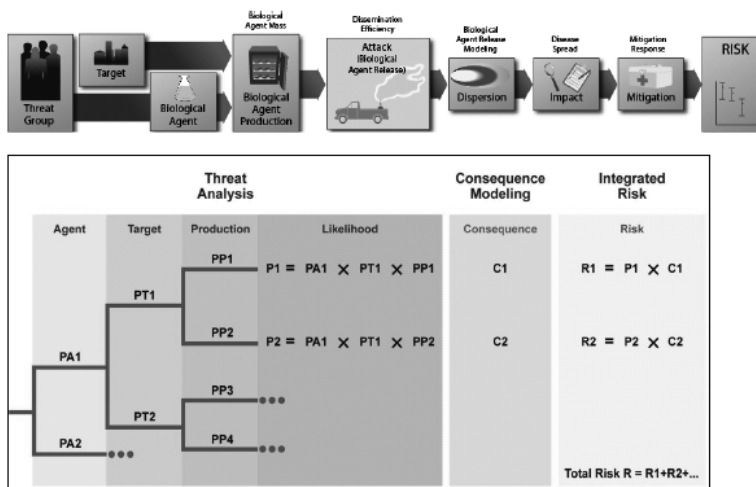 Biological
Agent Mass
Dissemination
Efficiency
Biological
Agent Release
Modeling
Disease
Spread
Mitigation
Response
Threat
Group
Target
Biological
Agent
Biological
Agent
Production
Attack
(Biological
Agent Release)
Dispersion
Impact
Mitigation
RISK
Threat
Analysis
Consequence
Modeling
Integrated
Risk
Agent
Target
Production
Likelihood
Consequence
Risk
PP1
P1 = PA1 × PT1 × PP1
C1
R1 = P1 × C1
PT1
PP2
P2 = PA1 × PT1 × PP2
C2
R2 = P2 × C2
PA1
PP3
PT2
PP4
PA2
Total Risk R = R1+R2+...